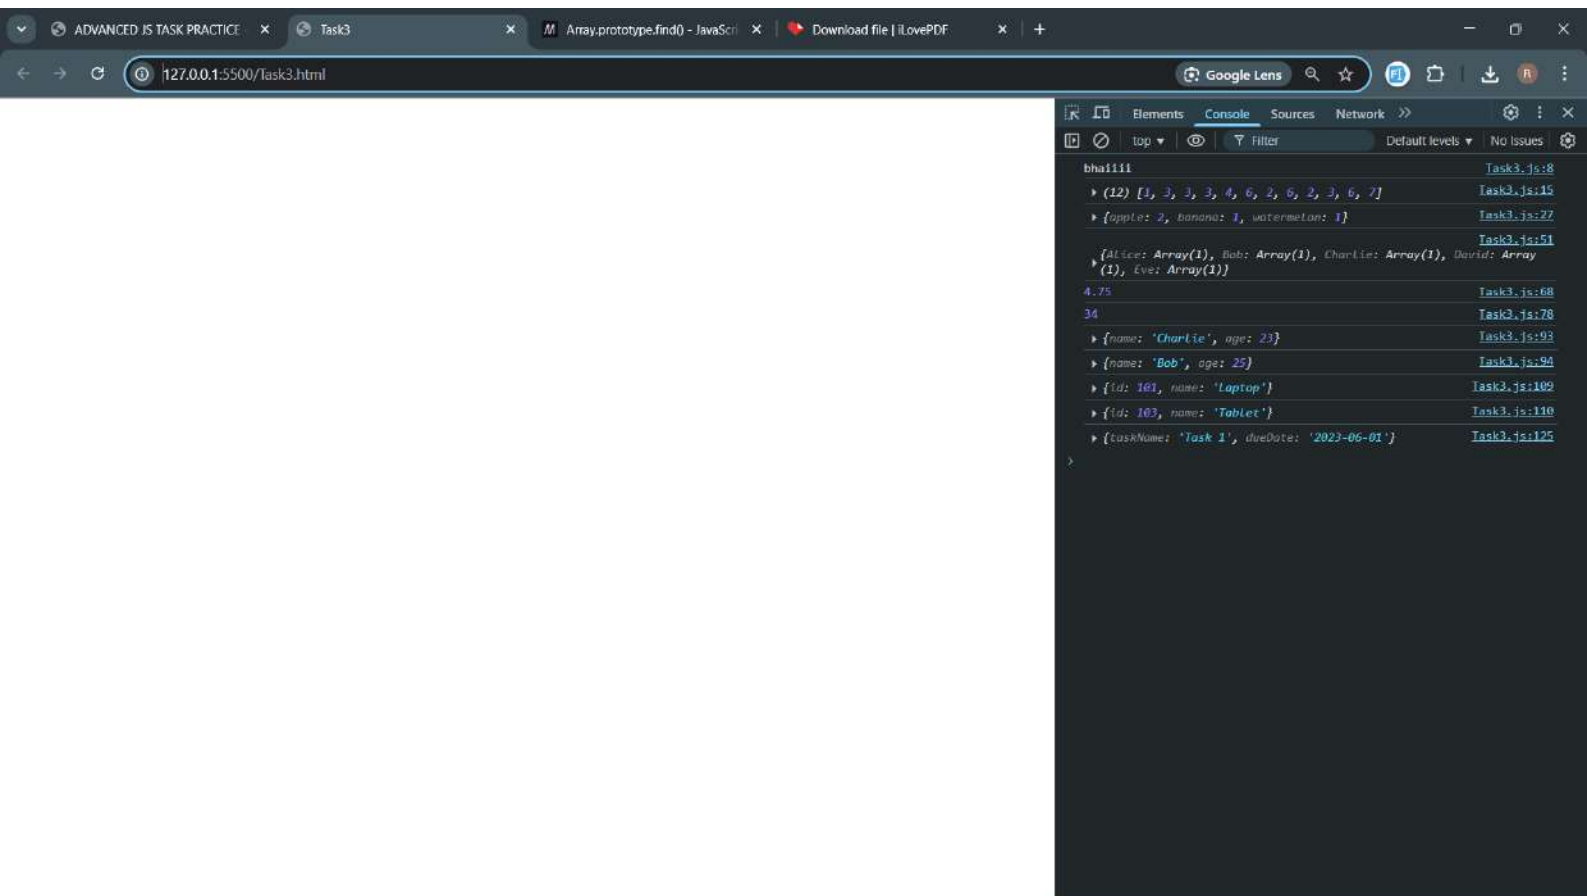 ADVANCED JS TASK PRACTICE
Task3
Array.prototype.find() - JavaScri
Download file | iLovePDF
127.0.0.1:5500/Task3.html
Google Lens
R
Elements Console Sources Network
top Filter Default levels No Issues
bhaiiii Task3.js:8
(12) [1, 3, 3, 3, 4, 6, 2, 6, 2, 3, 6, 7] Task3.js:15
{apple: 2, banana: 1, watermelon: 1} Task3.js:27
Task3.js:51
{Alice: Array(1), Bob: Array(1), Charlie: Array(1), David: Array
(1), Eve: Array(1)}
4.75 Task3.js:68
34 Task3.js:78
{name: 'Charlie', age: 23} Task3.js:93
{name: 'Bob', age: 25} Task3.js:94
{id: 101, name: 'Laptop'} Task3.js:109
{id: 103, name: 'Tablet'} Task3.js:110
{taskName: 'Task 1', dueDate: '2023-06-01'} Task3.js:125